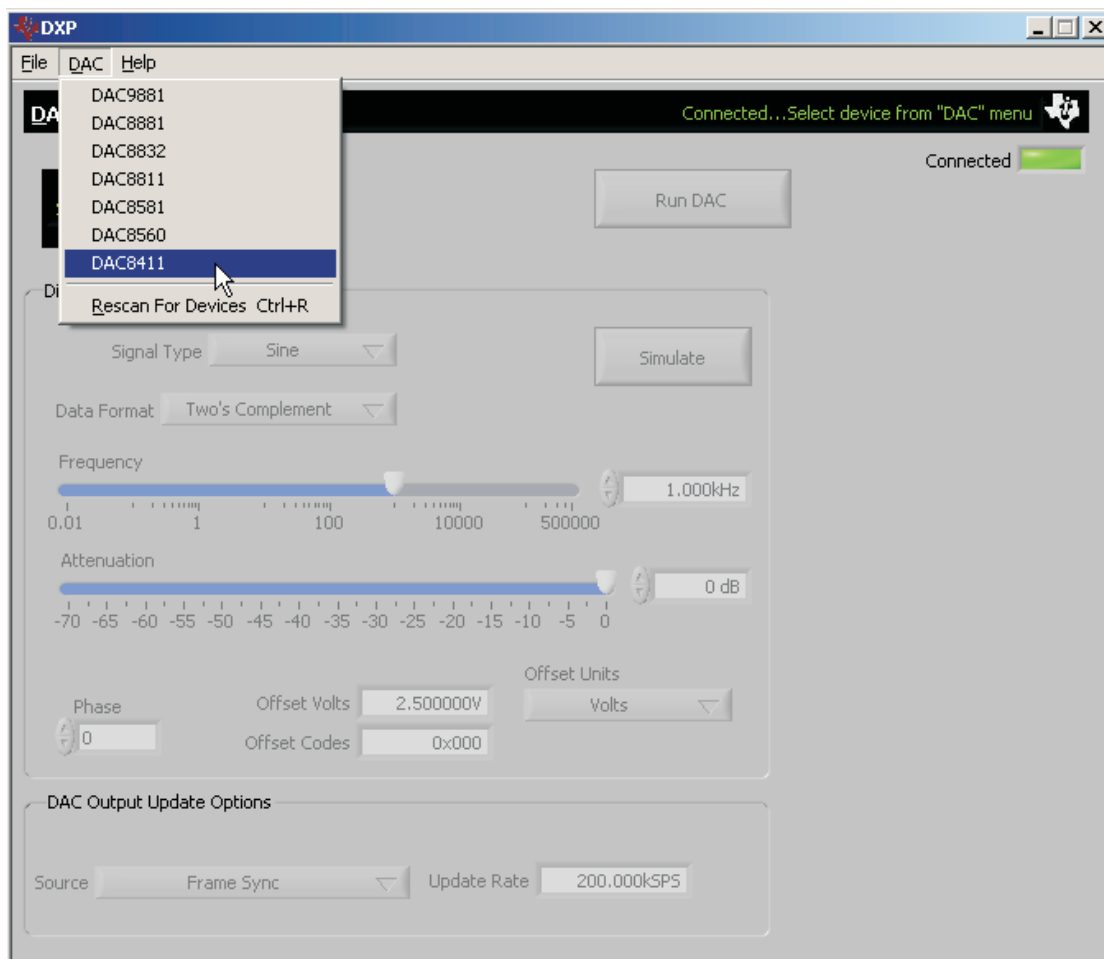 DXP
File DAC Help
DA
Connected...Select device from "DAC" menu
DAC9881
DAC8881
DAC8832
DAC8811
DAC8581
DAC8560
DAC8411
Rescan For Devices Ctrl+R
Connected
Run DAC
Di
Signal Type Sine
Simulate
Data Format Two's Complement
Frequency
1.000kHz
0.01 1 100 10000 500000
Attenuation
0 dB
-70 -65 -60 -55 -50 -45 -40 -35 -30 -25 -20 -15 -10 -5 0
Offset Units
Phase Offset Volts 2.500000V Volts
0 Offset Codes 0x000
DAC Output Update Options
Source Frame Sync Update Rate 200.000kSPS